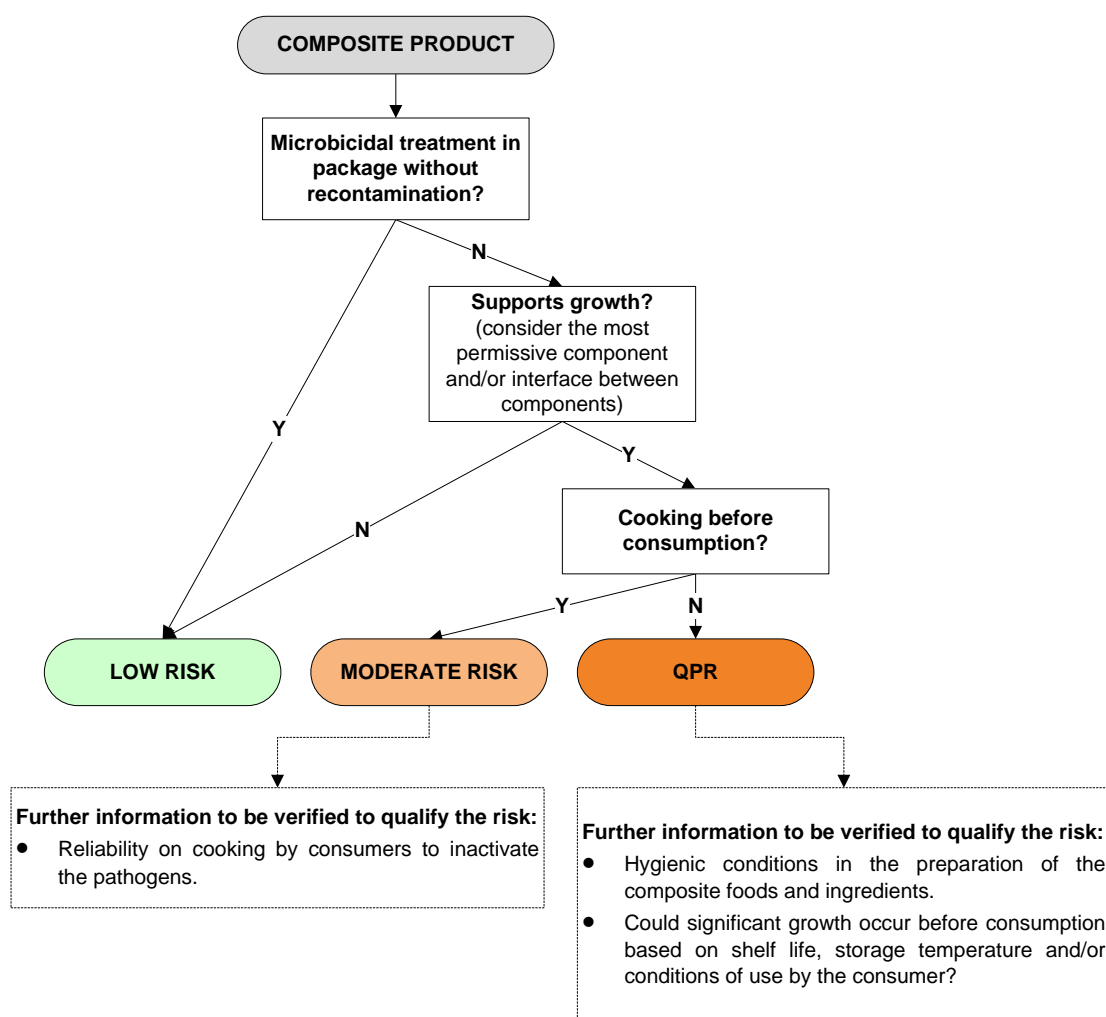 COMPOSITE PRODUCT
Microbicidal treatment in
package without
recontamination?
N
Supports growth?
(consider the most
permissive component
and/or interface between
components)
Y
Y
N
Cooking before
consumption?
Y
N
LOW RISK
MODERATE RISK
QPR
Further information to be verified to qualify the risk:
● Reliability on cooking by consumers to inactivate
the pathogens.
Further information to be verified to qualify the risk:
● Hygienic conditions in the preparation of the
composite foods and ingredients.
● Could significant growth occur before consumption
based on shelf life, storage temperature and/or
conditions of use by the consumer?